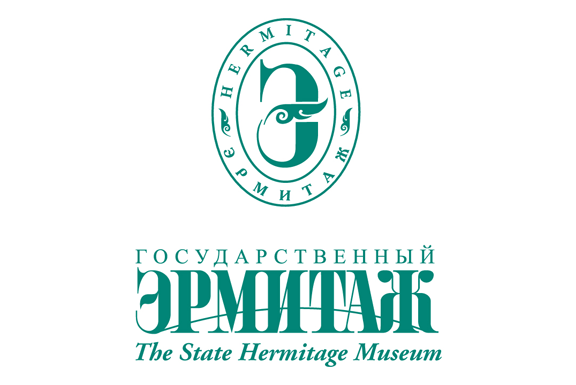 HERMITAGE
Э
ЭРМИТАЖ
ГОСУДАРСТВЕННЫЙ
ЭРМИТАЖ
The State Hermitage Museum